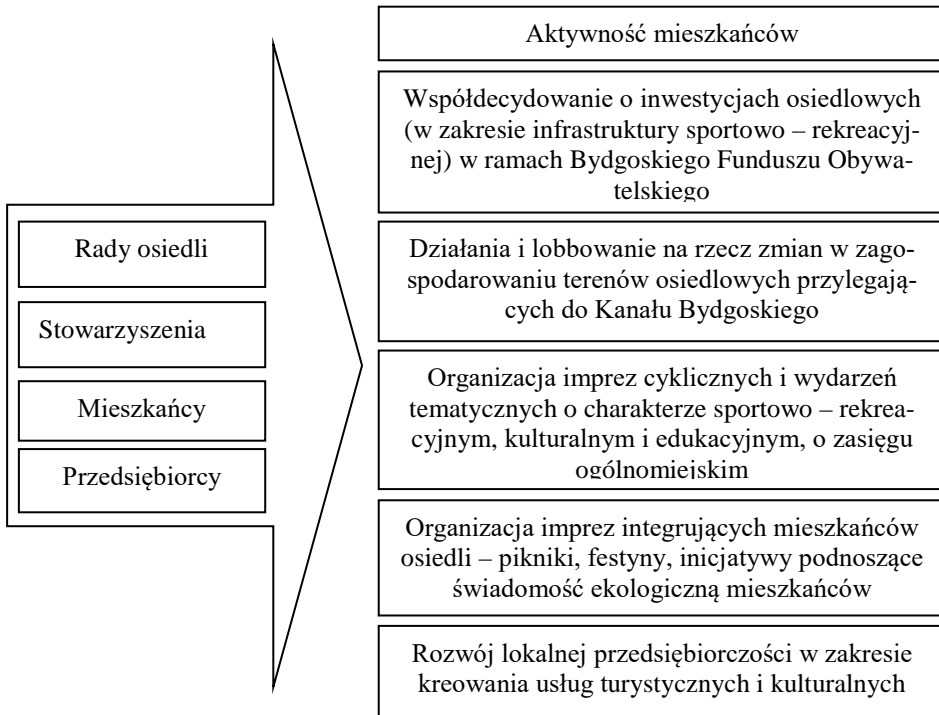 Rady osiedli
Stowarzyszenia
Mieszkańcy
Przedsiębiorcy
Aktywność mieszkańców
Współdecydowanie o inwestycjach osiedlowych
(w zakresie infrastruktury sportowo – rekreacyj-
nej) w ramach Bydgoskiego Funduszu Obywa-
telskiego
Działania i lobbowanie na rzecz zmian w zago-
spodarowaniu terenów osiedlowych przylegają-
cych do Kanału Bydgoskiego
Organizacja imprez cyklicznych i wydarzeń
tematycznych o charakterze sportowo – rekrea-
cyjnym, kulturalnym i edukacyjnym, o zasięgu
ogólnomiejskim
Organizacja imprez integrujących mieszkańców
osiedli – pikniki, festyny, inicjatywy podnoszące
świadomość ekologiczną mieszkańców
Rozwój lokalnej przedsiębiorczości w zakresie
kreowania usług turystycznych i kulturalnych